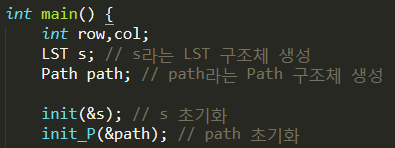 int main() {
int row,col;
LST s; // s라는 LST 구조체 생성
Path path; // path라는 Path 구조체 생성
init(&s); // s 초기화
init_P(&path); // path 초기화